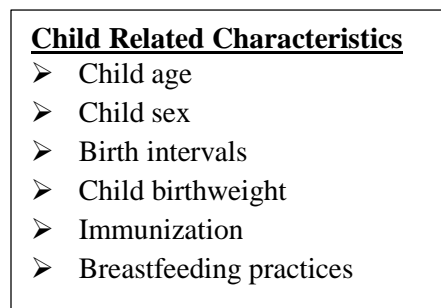 Child Related Characteristics
➢ Child age
➢ Child sex
➢ Birth intervals
➢ Child birthweight
➢ Immunization
➢ Breastfeeding practices